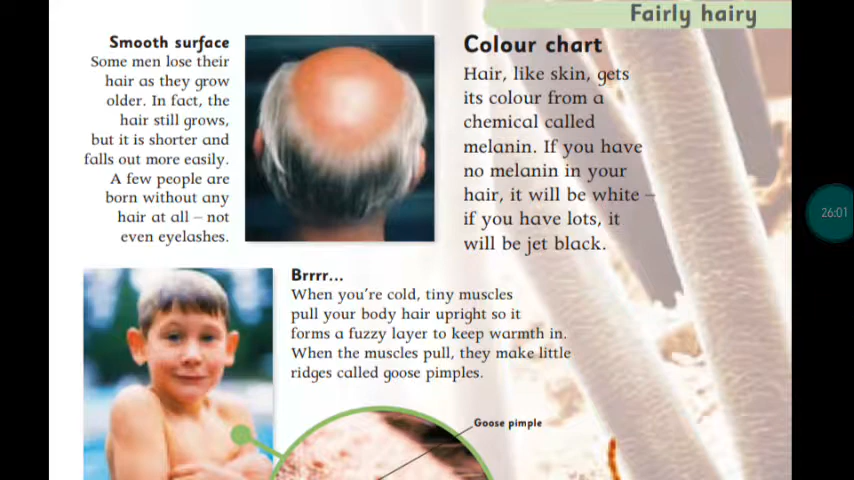 Fairly hairy
Smooth surface
Some men lose their
hair as they grow
older. In fact, the
hair still grows,
but it is shorter and
falls out more easily.
A few people are
born without any
hair at all – not
even eyelashes.
Colour chart
Hair, like skin, gets
its colour from a
chemical called
melanin. If you have
no melanin in your
hair, it will be white –
if you have lots, it
will be jet black.
Brrrr...
When you're cold, tiny muscles
pull your body hair upright so it
forms a fuzzy layer to keep warmth in.
When the muscles pull, they make little
ridges called goose pimples.
Goose pimple
26:01